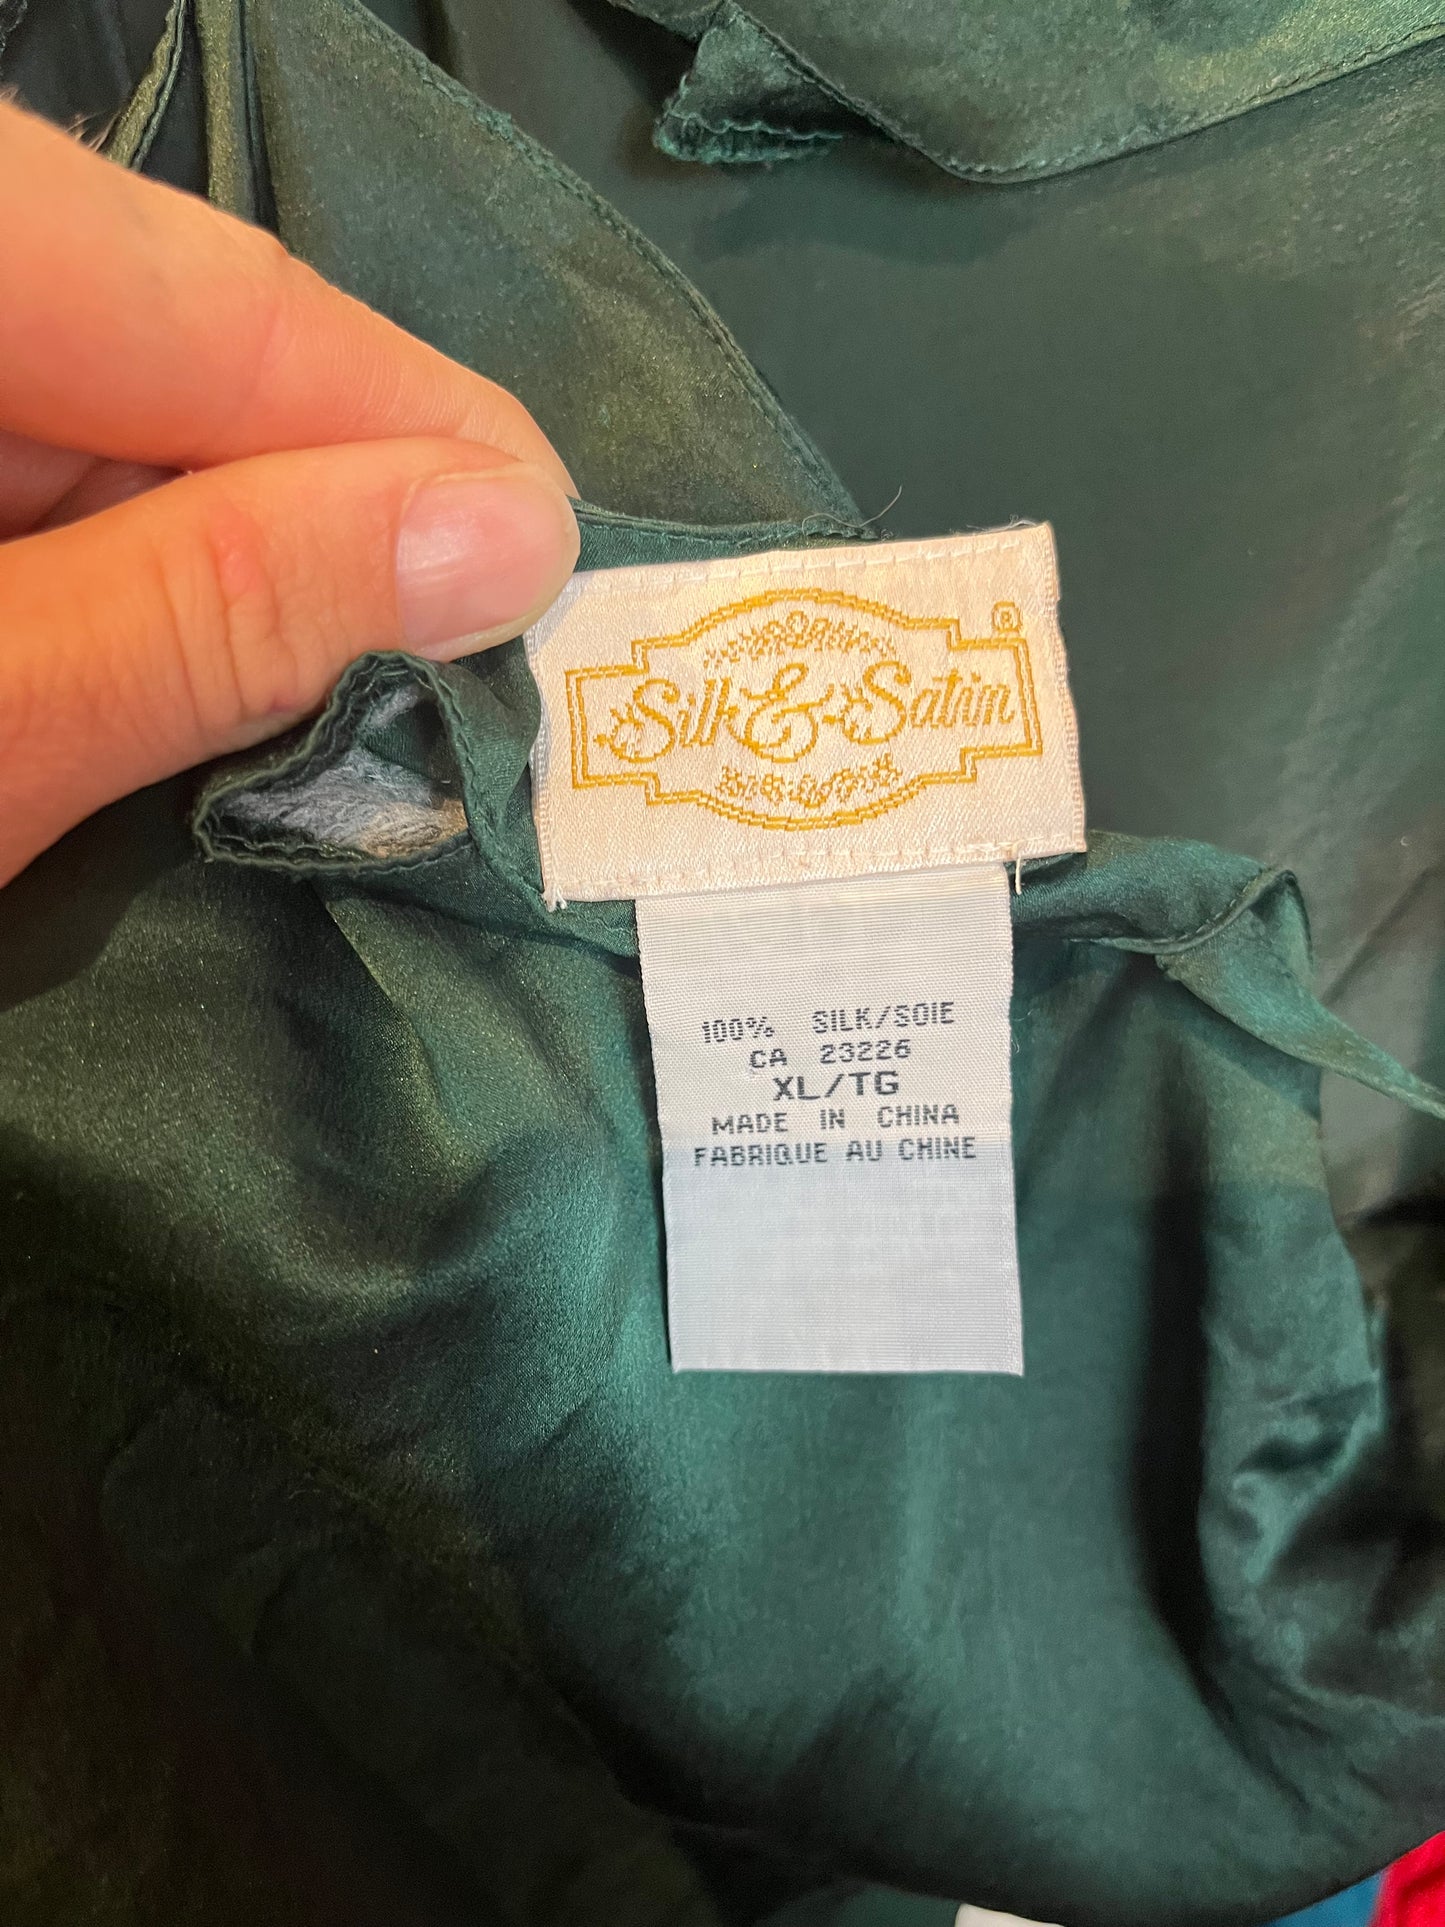 Silk & Satin ®
100% SILK/SOIE
CA 23226
XL/TG
MADE IN CHINA
FABRIQUE AU CHINE